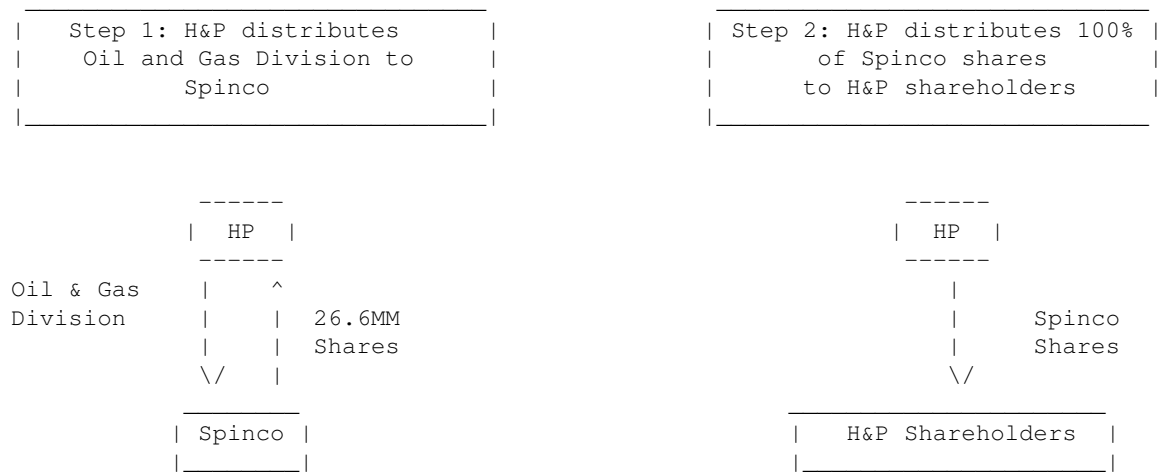 Step 1: H&P distributes
Oil and Gas Division to
Spinco
Step 2: H&P distributes 100%
of Spinco shares
to H&P shareholders
HP
Oil & Gas
Division
26.6MM
Shares
Spinco
HP
Spinco
Shares
H&P Shareholders